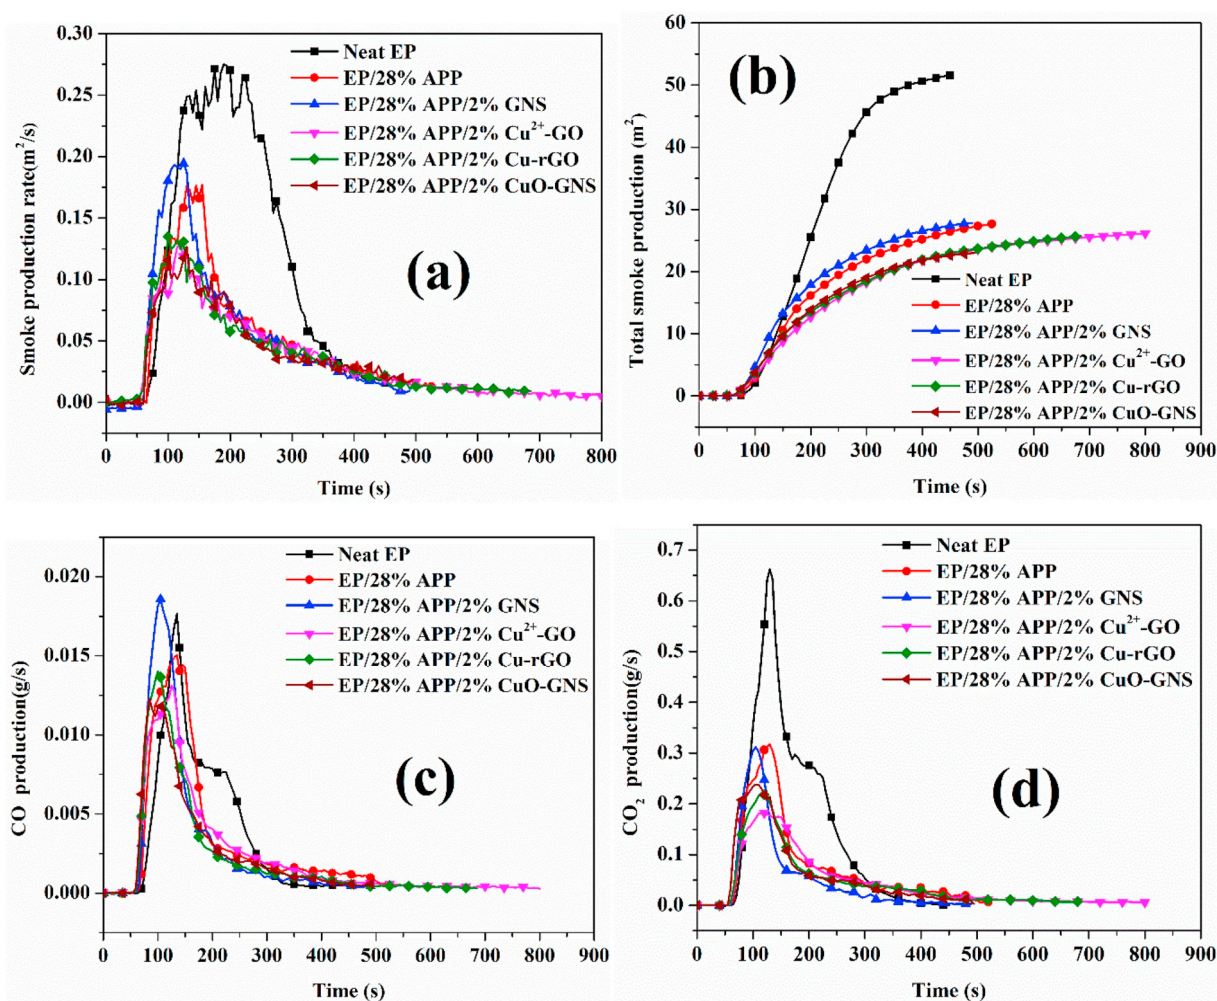 0.30
0.25
0.20
0.15
0.10
0.05
0.00
Smoke production rate(m²/s)
Neat EP
EP/28% APP
EP/28% APP/2% GNS
EP/28% APP/2% Cu²⁺-GO
EP/28% APP/2% Cu-rGO
EP/28% APP/2% CuO-GNS
(a)
0 100 200 300 400 500 600 700 800
Time (s)
60
50
40
30
20
10
0
Total smoke production (m²)
(b)
Neat EP
EP/28% APP
EP/28% APP/2% GNS
EP/28% APP/2% Cu²⁺-GO
EP/28% APP/2% Cu-rGO
EP/28% APP/2% CuO-GNS
0 100 200 300 400 500 600 700 800 900
Time (s)
0.020
0.015
0.010
0.005
0.000
CO production(g/s)
Neat EP
EP/28% APP
EP/28% APP/2% GNS
EP/28% APP/2% Cu²⁺-GO
EP/28% APP/2% Cu-rGO
EP/28% APP/2% CuO-GNS
(c)
0 100 200 300 400 500 600 700 800 900
Time (s)
0.7
0.6
0.5
0.4
0.3
0.2
0.1
0.0
CO₂ production(g/s)
Neat EP
EP/28% APP
EP/28% APP/2% GNS
EP/28% APP/2% Cu²⁺-GO
EP/28% APP/2% Cu-rGO
EP/28% APP/2% CuO-GNS
(d)
0 100 200 300 400 500 600 700 800 900
Time (s)